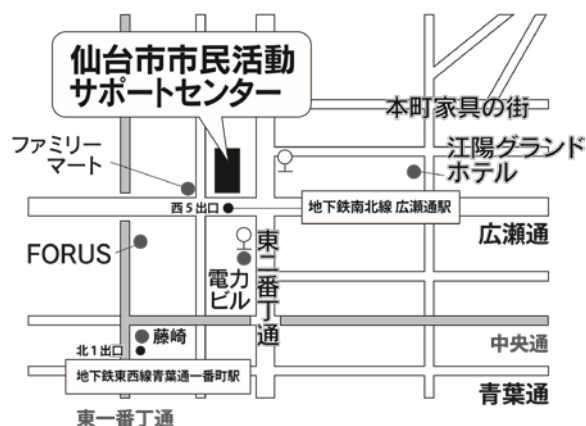 仙台市市民活動
サポートセンター
本町家具の街
ファミリー
マート
江陽グランド
ホテル
西5出口
地下鉄南北線 広瀬通駅
広瀬通
FORUS
東二番丁通
電力
ビル
藤崎
中央通
北1出口
地下鉄東西線青葉通一番町駅
青葉通
東一番丁通